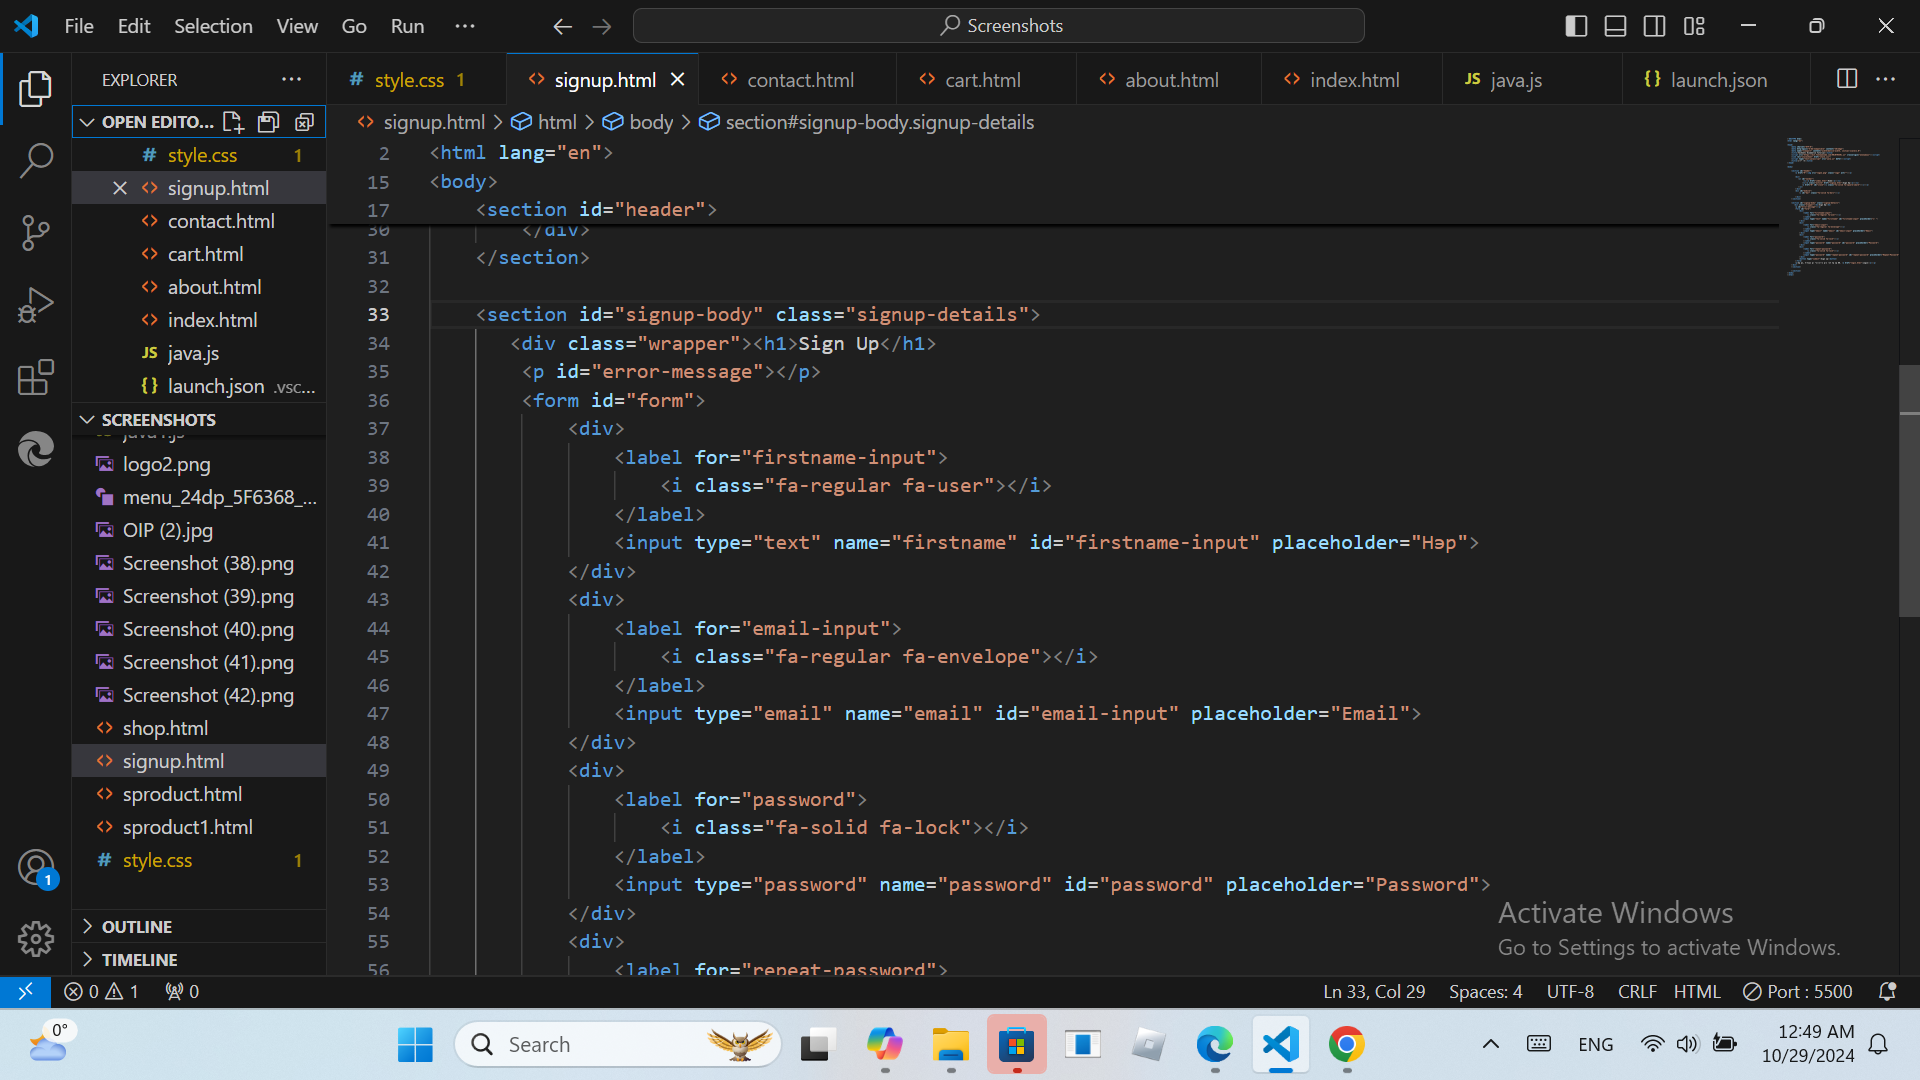 File Edit Selection View Go Run ··· Screenshots
EXPLORER ···
# style.css 1 signup.html contact.html cart.html about.html index.html JS java.js {} launch.json ···
OPEN EDITO...
# style.css 1
signup.html
contact.html
cart.html
about.html
index.html
JS java.js
{} launch.json .vsc...
SCREENSHOTS
java1.js
logo2.png
menu_24dp_5F6368_...
OIP (2).jpg
Screenshot (38).png
Screenshot (39).png
Screenshot (40).png
Screenshot (41).png
Screenshot (42).png
shop.html
signup.html
sproduct.html
sproduct1.html
# style.css 1
OUTLINE
TIMELINE
1
signup.html > html > body > section#signup-body.signup-details
2 <html lang="en">
15 <body>
17 <section id="header">
30 </div>
31 </section>
32
33 <section id="signup-body" class="signup-details">
34 <div class="wrapper"><h1>Sign Up</h1>
35 <p id="error-message"></p>
36 <form id="form">
37 <div>
38 <label for="firstname-input">
39 <i class="fa-regular fa-user"></i>
40 </label>
41 <input type="text" name="firstname" id="firstname-input" placeholder="Нэр">
42 </div>
43 <div>
44 <label for="email-input">
45 <i class="fa-regular fa-envelope"></i>
46 </label>
47 <input type="email" name="email" id="email-input" placeholder="Email">
48 </div>
49 <div>
50 <label for="password">
51 <i class="fa-solid fa-lock"></i>
52 </label>
53 <input type="password" name="password" id="password" placeholder="Password">
54 </div>
55 <div>
56 <label for="repeat-password">
Activate Windows
Go to Settings to activate Windows.
0 1 0 Ln 33, Col 29 Spaces: 4 UTF-8 CRLF HTML Port : 5500
0° Search ENG 12:49 AM
10/29/2024